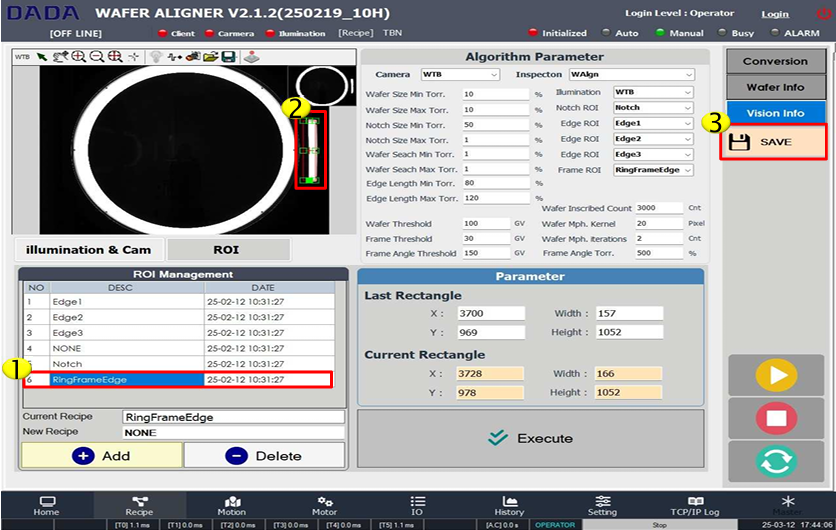 DADA WAFER ALIGNER V2.1.2(250219_10H) Login Level : Operator Login
[OFF LINE] Client Carmera Ilumination [Recipe] TBN Initialized Auto Manual Busy ALARM
WTB
Algorithm Parameter
Camera WTB Inspecton WAlgn
Wafer Size Min Torr. 10 % Illumination WTB
Wafer Size Max Torr. 10 % Notch ROI Notch
Notch Size Min Torr. 50 % Edge ROI Edge1
Notch Size Max Torr. 1 % Edge ROI Edge2
Wafer Seach Min Torr. 1 % Edge ROI Edge3
Wafer Seach Max Torr. 1 % Frame ROI RingFrameEdge
Edge Length Min Torr. 80 %
Edge Length Max Torr. 120 %
Wafer Inscribed Count 3000 Cnt
Wafer Threshold 100 GV Wafer Mph. Kernel 20 Pixel
Frame Threshold 30 GV Wafer Mph. iterations 2 Cnt
Frame Angle Threshold 150 GV Frame Angle Torr. 500 %
Conversion
Wafer Info
Vision Info
SAVE
1
2
3
illumination & Cam ROI
ROI Management
NO DESC DATE
1 Edge1 25-02-12 10:31:27
2 Edge2 25-02-12 10:31:27
3 Edge3 25-02-12 10:31:27
4 NONE 25-02-12 10:31:27
5 Notch 25-02-12 10:31:27
6 RingFrameEdge 25-02-12 10:31:27
Current Recipe RingFrameEdge
New Recipe NONE
Add Delete
Parameter
Last Rectangle
X : 3700 Width : 157
Y : 969 Height : 1052
Current Rectangle
X : 3728 Width : 166
Y : 978 Height : 1052
Execute
Home Recipe Motion Motor IO History Setting TCP/IP Log Master
[T0] 1.1 ms [T1] 0.0 ms [T2] 0.0 ms [T3] 0.0 ms [T4] 0.0 ms [T5] 1.1 ms [A.C] 0.0 s OPERATOR Stop 25-03-12 17:44:06